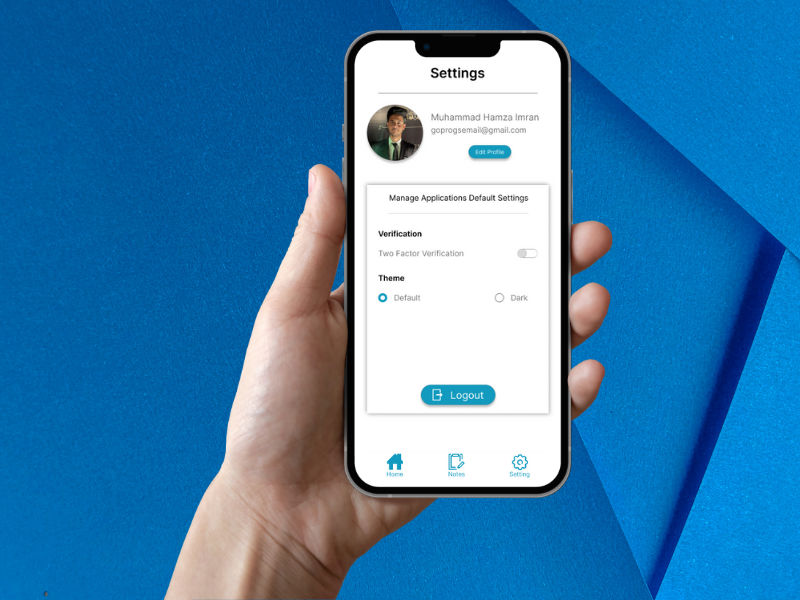 Settings
Muhammad Hamza Imran
goprogsemail@gmail.com
Edit Profile
Manage Applications Default Settings
Verification
Two Factor Verification
Theme
Default
Dark
Logout
Home
Notes
Setting